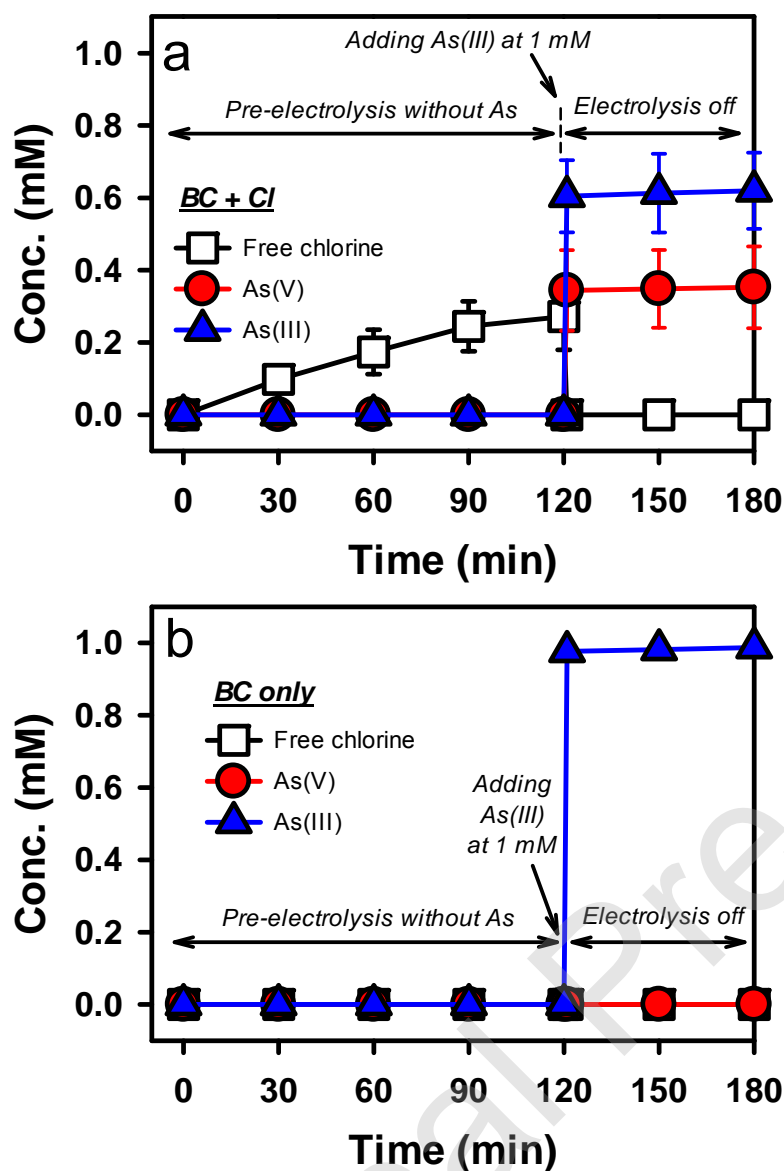 a
Adding As(III) at 1 mM
Pre-electrolysis without As
Electrolysis off
BC + Cl
Free chlorine
As(V)
As(III)
Conc. (mM)
1.0
0.8
0.6
0.4
0.2
0.0
0 30 60 90 120 150 180
Time (min)
b
BC only
Free chlorine
As(V)
As(III)
Adding
As(III)
at 1 mM
Pre-electrolysis without As
Electrolysis off
Conc. (mM)
1.0
0.8
0.6
0.4
0.2
0.0
0 30 60 90 120 150 180
Time (min)
al Pre